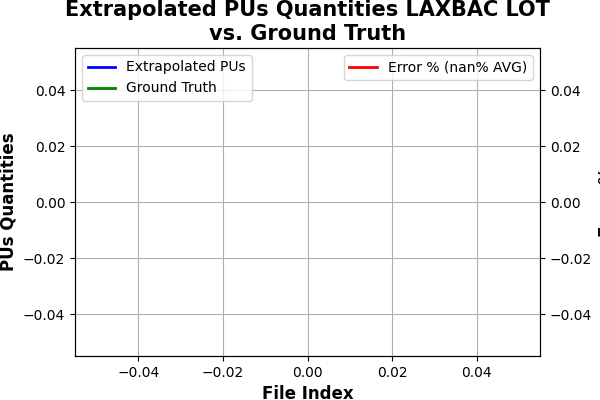 Extrapolated PUs Quantities LAXBAC LOT
vs. Ground Truth
Extrapolated PUs
Ground Truth
Error % (nan% AVG)
PUs Quantities
0.04
0.02
0.00
−0.02
−0.04
0.04
0.02
0.00
−0.02
−0.04
−0.04
−0.02
0.00
0.02
0.04
File Index